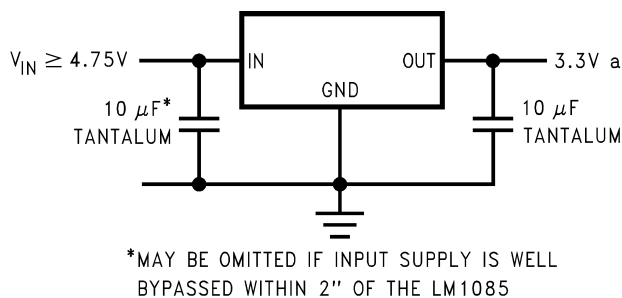 V_IN ≥ 4.75V
IN
OUT
GND
3.3V a
10 μF*
TANTALUM
10 μF
TANTALUM
*MAY BE OMITTED IF INPUT SUPPLY IS WELL
BYPASSED WITHIN 2" OF THE LM1085